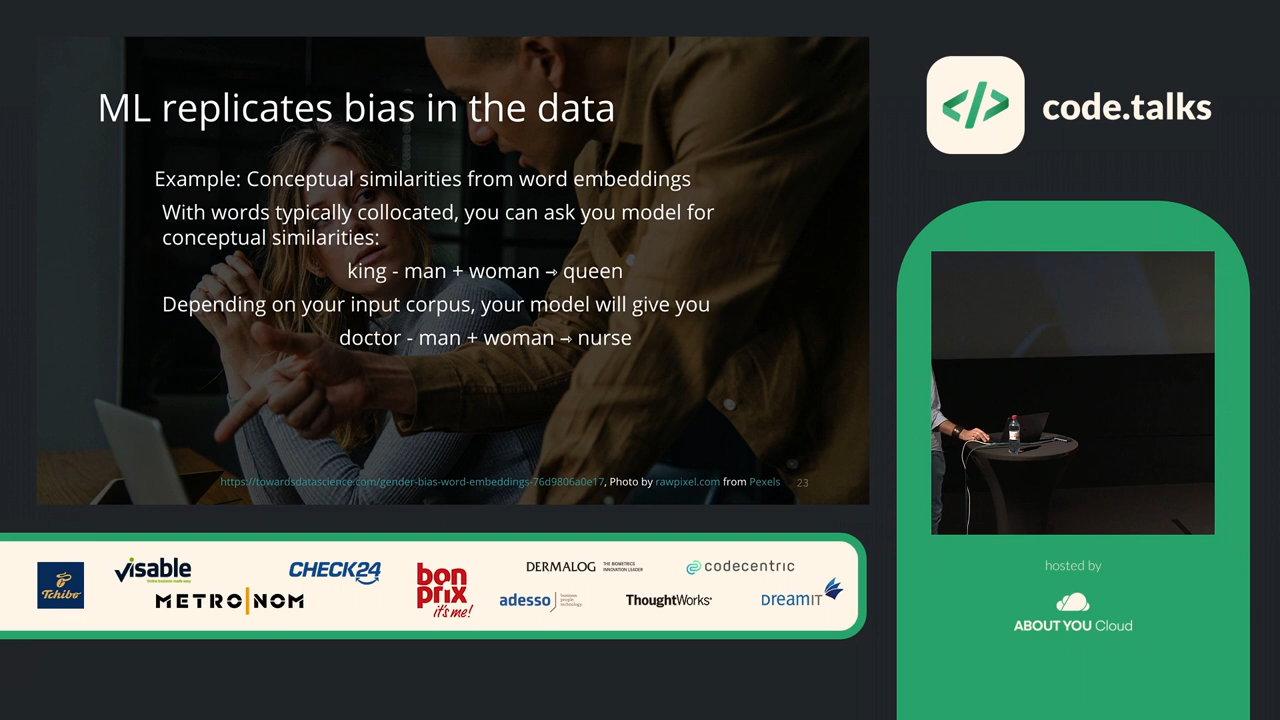 ML replicates bias in the data
Example: Conceptual similarities from word embeddings
With words typically collocated, you can ask you model for
conceptual similarities:
king - man + woman → queen
Depending on your input corpus, your model will give you
doctor - man + woman → nurse
https://towardsdatascience.com/gender-bias-word-embeddings-76d9806a0e17, Photo by rawpixel.com from Pexels
23
code.talks
hosted by
ABOUT YOU Cloud
Tchibo
visable
METRONOM
CHECK24
bon
prix
it's me!
DERMALOG
THE BIOMETRICS
INNOVATION LEADER
adesso
business.
people.
technology.
codecentric
ThoughtWorks
DREAMIT